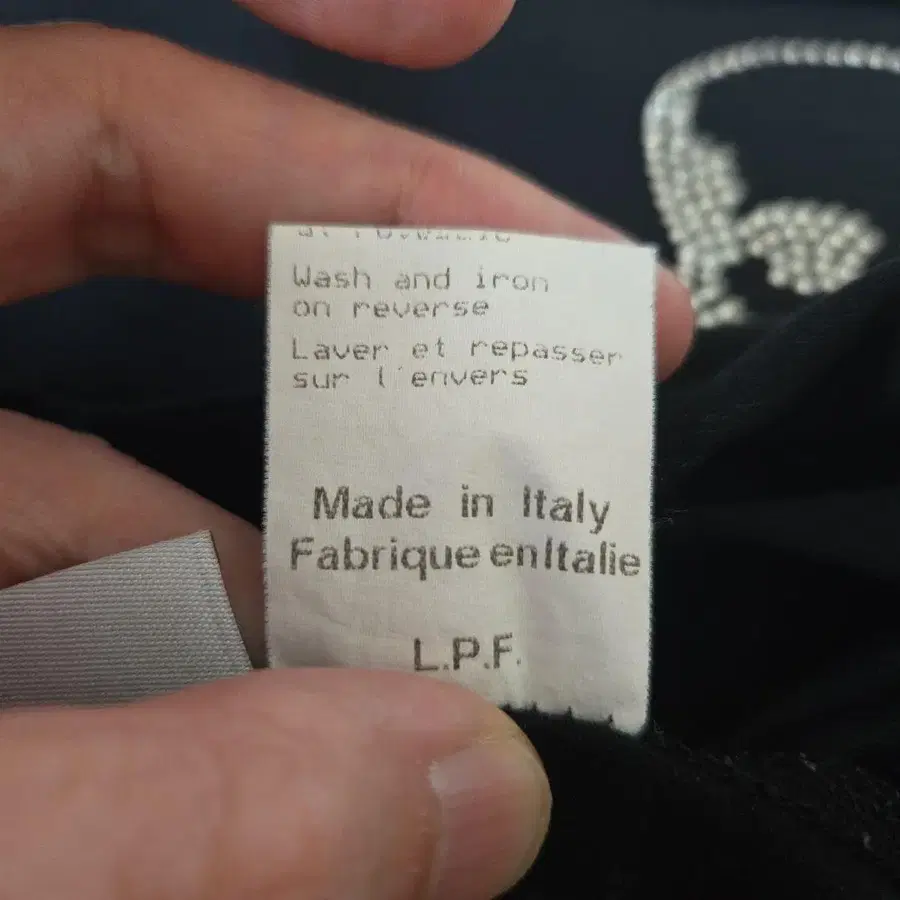 Wash and iron
on reverse
Laver et repasser
sur l'envers
Made in Italy
Fabrique enItalie
L.P.F.